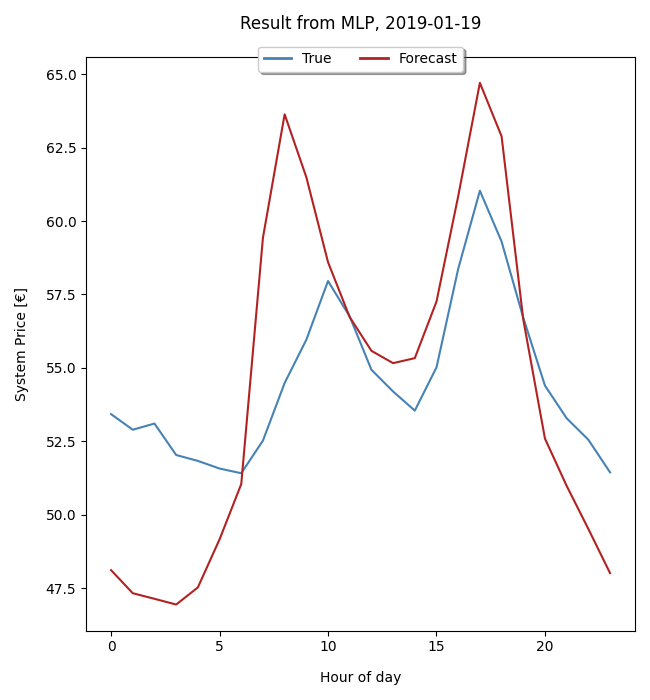 Result from MLP, 2019-01-19
True Forecast
65.0
62.5
60.0
57.5
55.0
52.5
50.0
47.5
System Price [€]
0 5 10 15 20
Hour of day